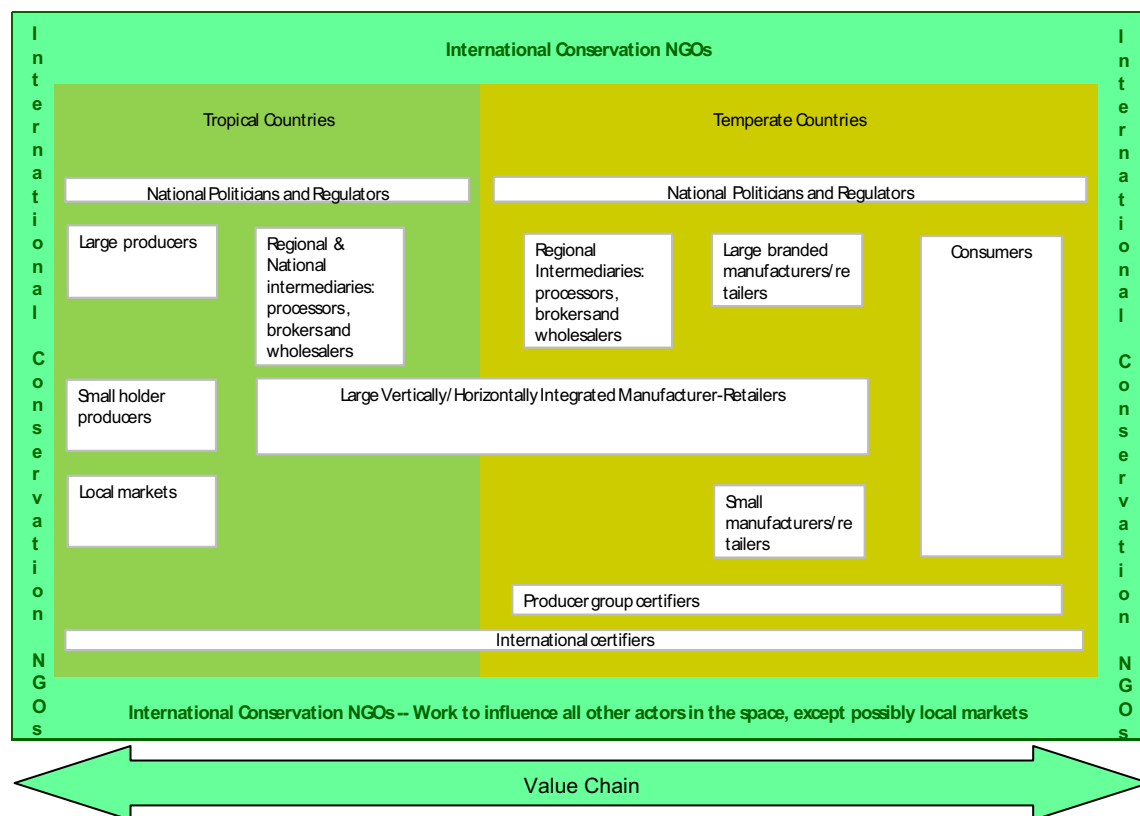 International Conservation NGOs
International Conservation NGOs
International Conservation NGOs
Tropical Countries
Temperate Countries
National Politicians and Regulators
National Politicians and Regulators
Large producers
Regional &
National
intermediaries:
processors,
brokers and
wholesalers
Regional
Intermediaries:
processors,
brokers and
wholesalers
Large branded
manufacturers/re
tailers
Consumers
Small holder
producers
Large Vertically/Horizontally Integrated Manufacturer-Retailers
Local markets
Small
manufacturers/re
tailers
Producer group certifiers
International certifiers
International Conservation NGOs -- Work to influence all other actors in the space, except possibly local markets
Value Chain